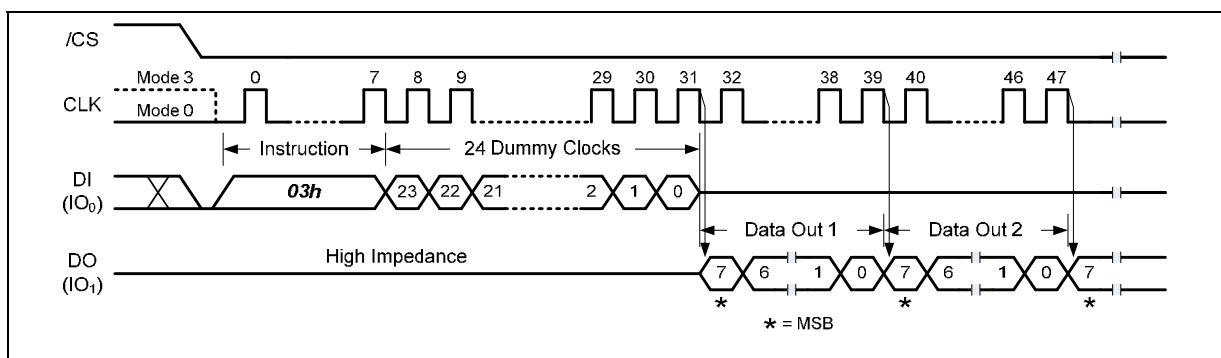 /CS
Mode 3 0 7 8 9 29 30 31 32 38 39 40 46 47
CLK
Mode 0
Instruction 24 Dummy Clocks
DI
(IO₀)
03h 23 22 21 2 1 0
Data Out 1 Data Out 2
DO
(IO₁)
High Impedance
7 6 1 0 7 6 1 0 7
* * *
* = MSB